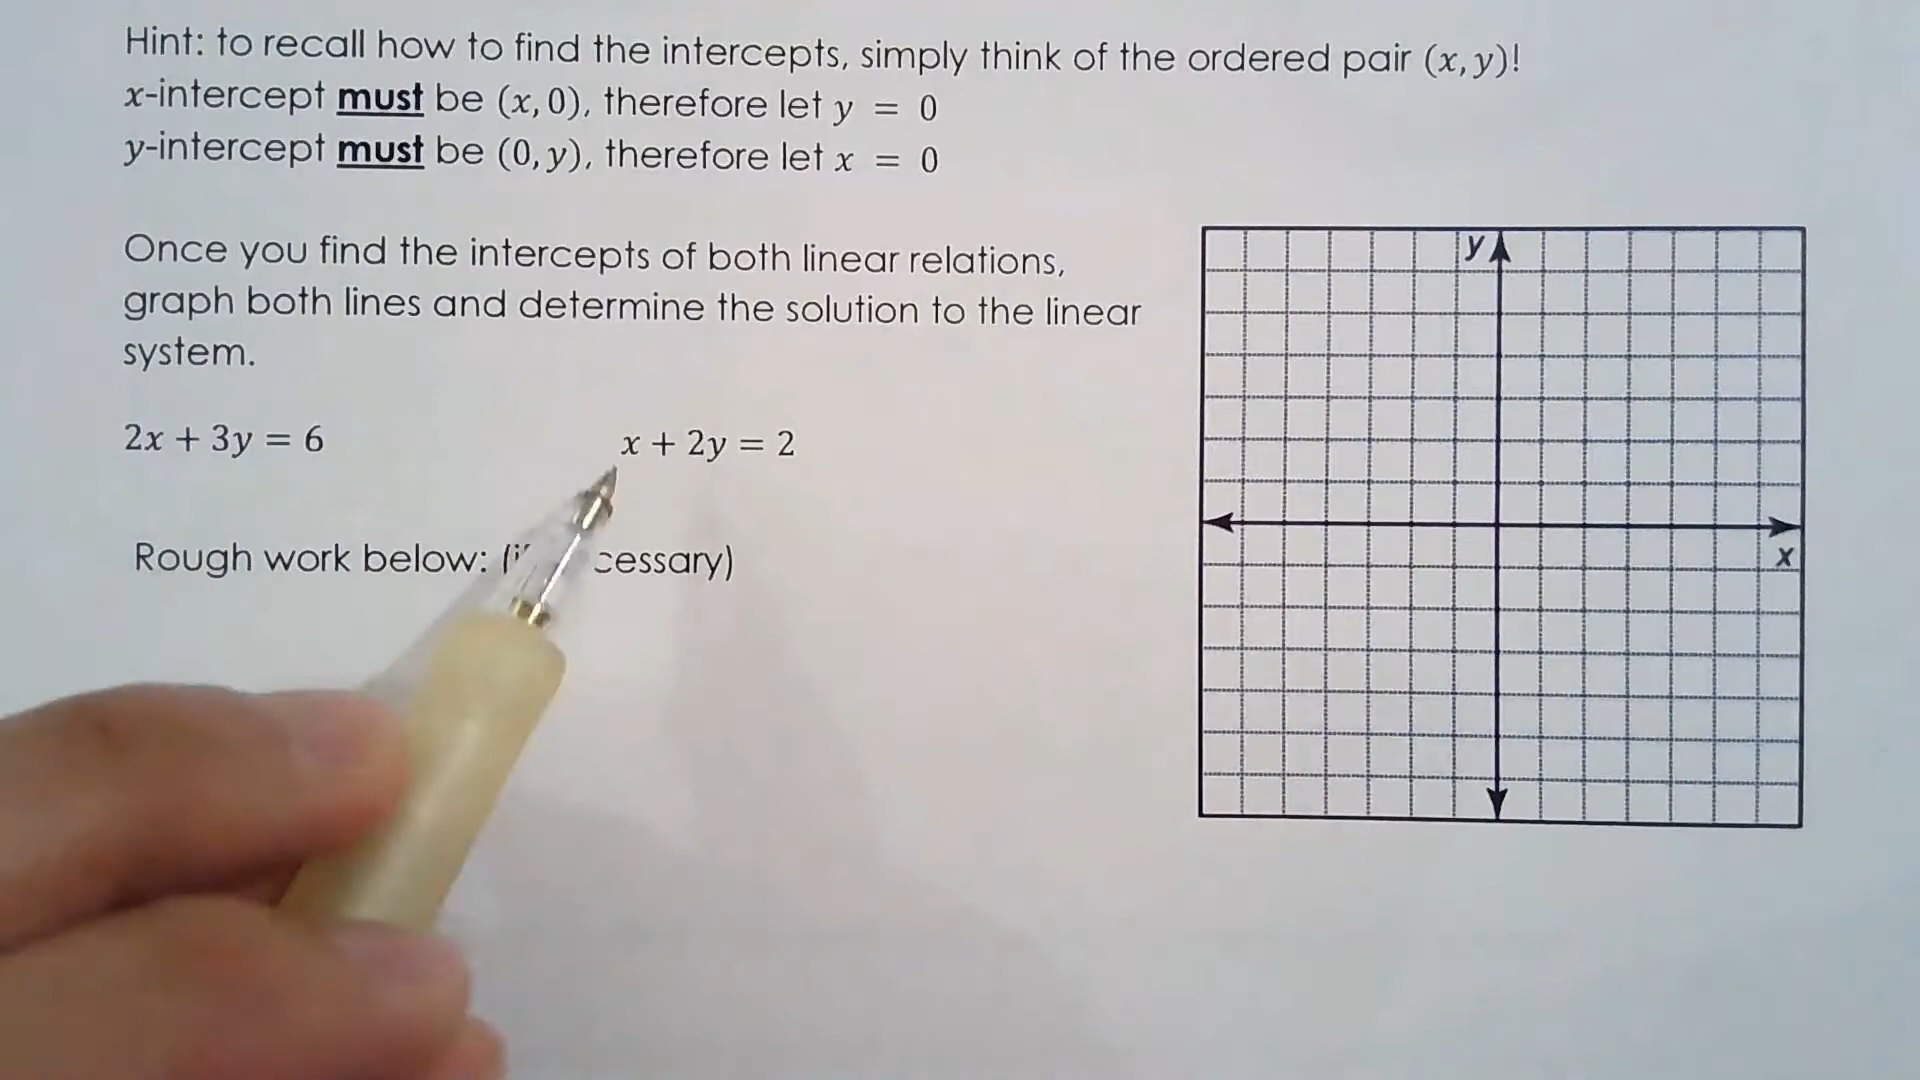 Hint: to recall how to find the intercepts, simply think of the ordered pair (x, y)!
x-intercept must be (x, 0), therefore let y = 0
y-intercept must be (0, y), therefore let x = 0
Once you find the intercepts of both linear relations,
graph both lines and determine the solution to the linear
system.
2x + 3y = 6
x + 2y = 2
Rough work below: (i cessary)
y
x